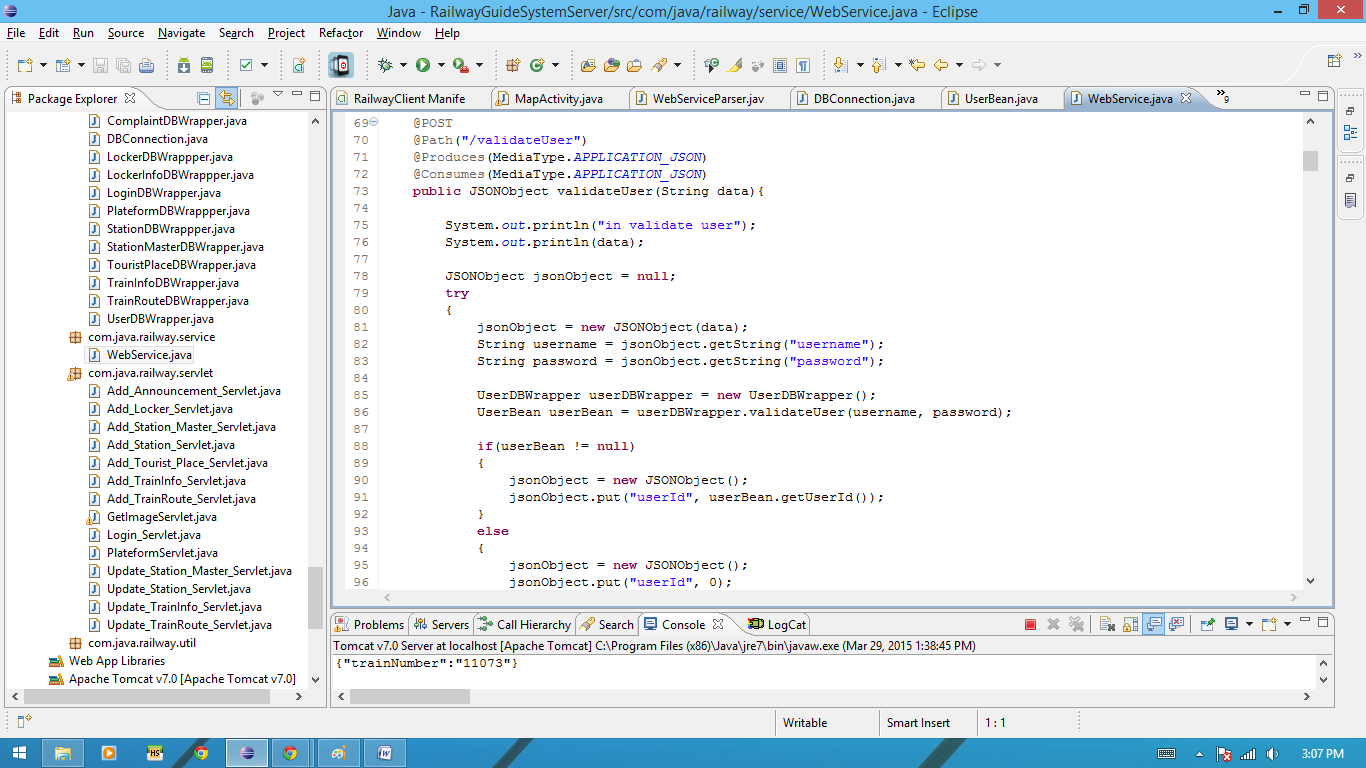 Java - RailwayGuideSystemServer/src/com/java/railway/service/WebService.java - Eclipse
File Edit Run Source Navigate Search Project Refactor Window Help
Package Explorer
ComplaintDBWrapper.java
DBConnection.java
LockerDBWrappper.java
LockerInfoDBWrappper.java
LoginDBWrapper.java
PlateformDBWrappper.java
StationDBWrappper.java
StationMasterDBWrapper.java
TouristPlaceDBWrapper.java
TrainInfoDBWrapper.java
TrainRouteDBWrapper.java
UserDBWrapper.java
com.java.railway.service
WebService.java
com.java.railway.servlet
Add_Announcement_Servlet.java
Add_Locker_Servlet.java
Add_Station_Master_Servlet.java
Add_Station_Servlet.java
Add_Tourist_Place_Servlet.java
Add_TrainInfo_Servlet.java
Add_TrainRoute_Servlet.java
GetImageServlet.java
Login_Servlet.java
PlateformServlet.java
Update_Station_Master_Servlet.java
Update_Station_Servlet.java
Update_TrainInfo_Servlet.java
Update_TrainRoute_Servlet.java
com.java.railway.util
Web App Libraries
Apache Tomcat v7.0 [Apache Tomcat v7.0]
RailwayClient Manife MapActivity.java WebServiceParser.jav DBConnection.java UserBean.java WebService.java »9
69 @POST
70 @Path("/validateUser")
71 @Produces(MediaType.APPLICATION_JSON)
72 @Consumes(MediaType.APPLICATION_JSON)
73 public JSONObject validateUser(String data){
74
75 System.out.println("in validate user");
76 System.out.println(data);
77
78 JSONObject jsonObject = null;
79 try
80 {
81 jsonObject = new JSONObject(data);
82 String username = jsonObject.getString("username");
83 String password = jsonObject.getString("password");
84
85 UserDBWrapper userDBWrapper = new UserDBWrapper();
86 UserBean userBean = userDBWrapper.validateUser(username, password);
87
88 if(userBean != null)
89 {
90 jsonObject = new JSONObject();
91 jsonObject.put("userId", userBean.getUserId());
92 }
93 else
94 {
95 jsonObject = new JSONObject();
96 jsonObject.put("userId", 0);
Problems Servers Call Hierarchy Search Console LogCat
Tomcat v7.0 Server at localhost [Apache Tomcat] C:\Program Files (x86)\Java\jre7\bin\javaw.exe (Mar 29, 2015 1:38:45 PM)
{"trainNumber":"11073"}
Writable Smart Insert 1 : 1
3:07 PM